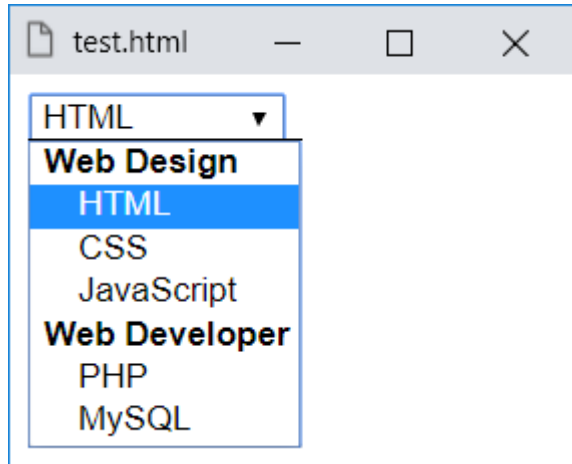 test.html
HTML
Web Design
HTML
CSS
JavaScript
Web Developer
PHP
MySQL